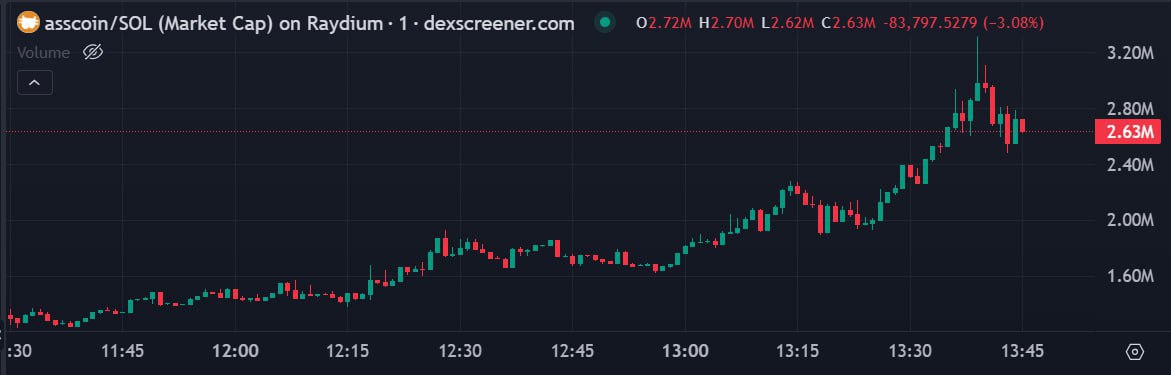 asscoin/SOL (Market Cap) on Raydium · 1 · dexscreener.com O2.72M H2.70M L2.62M C2.63M -83,797.5279 (−3.08%)
Volume
3.20M
2.80M
2.63M
2.40M
2.00M
1.60M
:30 11:45 12:00 12:15 12:30 12:45 13:00 13:15 13:30 13:45